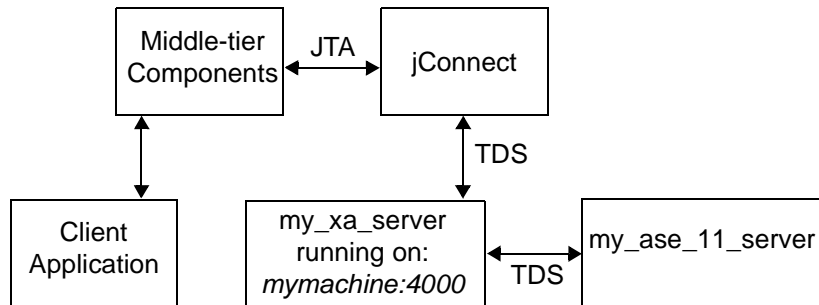 Middle-tier
Components
JTA
jConnect
TDS
Client
Application
my_xa_server
running on:
mymachine:4000
TDS
my_ase_11_server